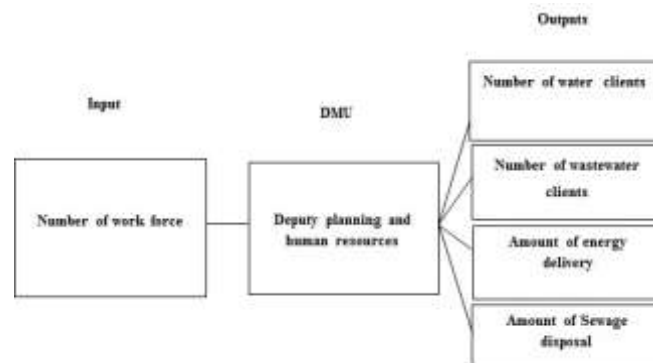 Outputs
Input
DMU
Number of water clients
Number of wastewater
clients
Number of work force
Deputy planning and
human resources
Amount of energy
delivery
Amount of Sewage
disposal